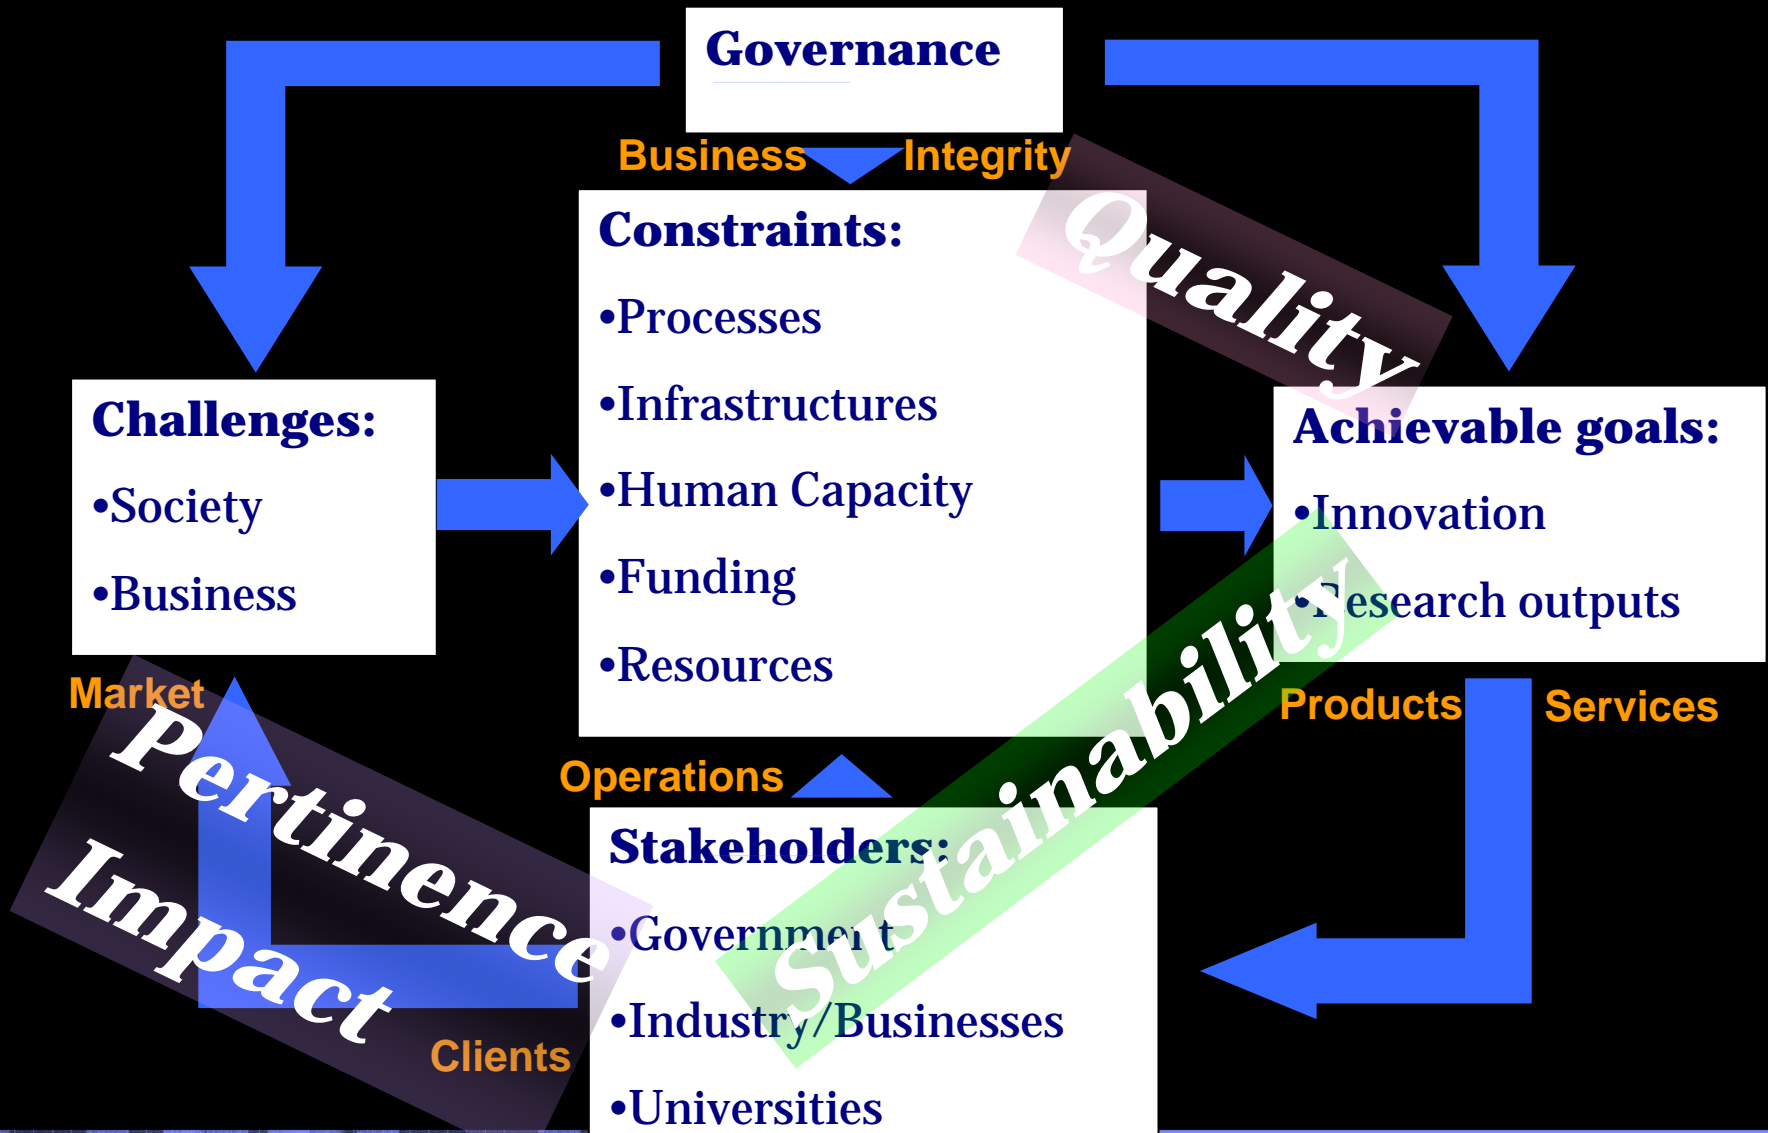 Governance
Business Integrity
Quality
Constraints:
•Processes
•Infrastructures
•Human Capacity
•Funding
•Resources
Challenges:
•Society
•Business
Achievable goals:
•Innovation
•Research outputs
Market
Pertinence
Impact
Clients
Operations
Sustainability
Products Services
Stakeholders:
•Government
•Industry/Businesses
•Universities